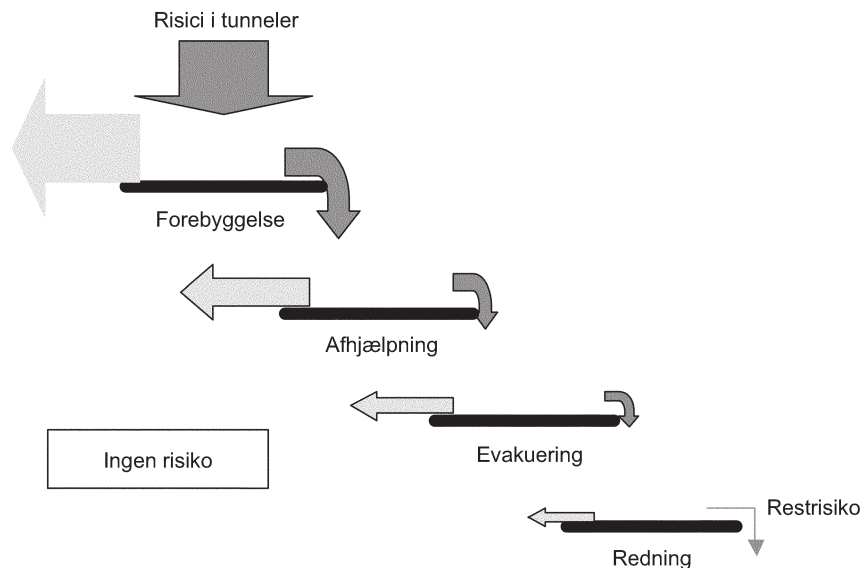 Risici i tunneler
Forebyggelse
Afhjælpning
Evakuering
Ingen risiko
Restrisiko
Redning